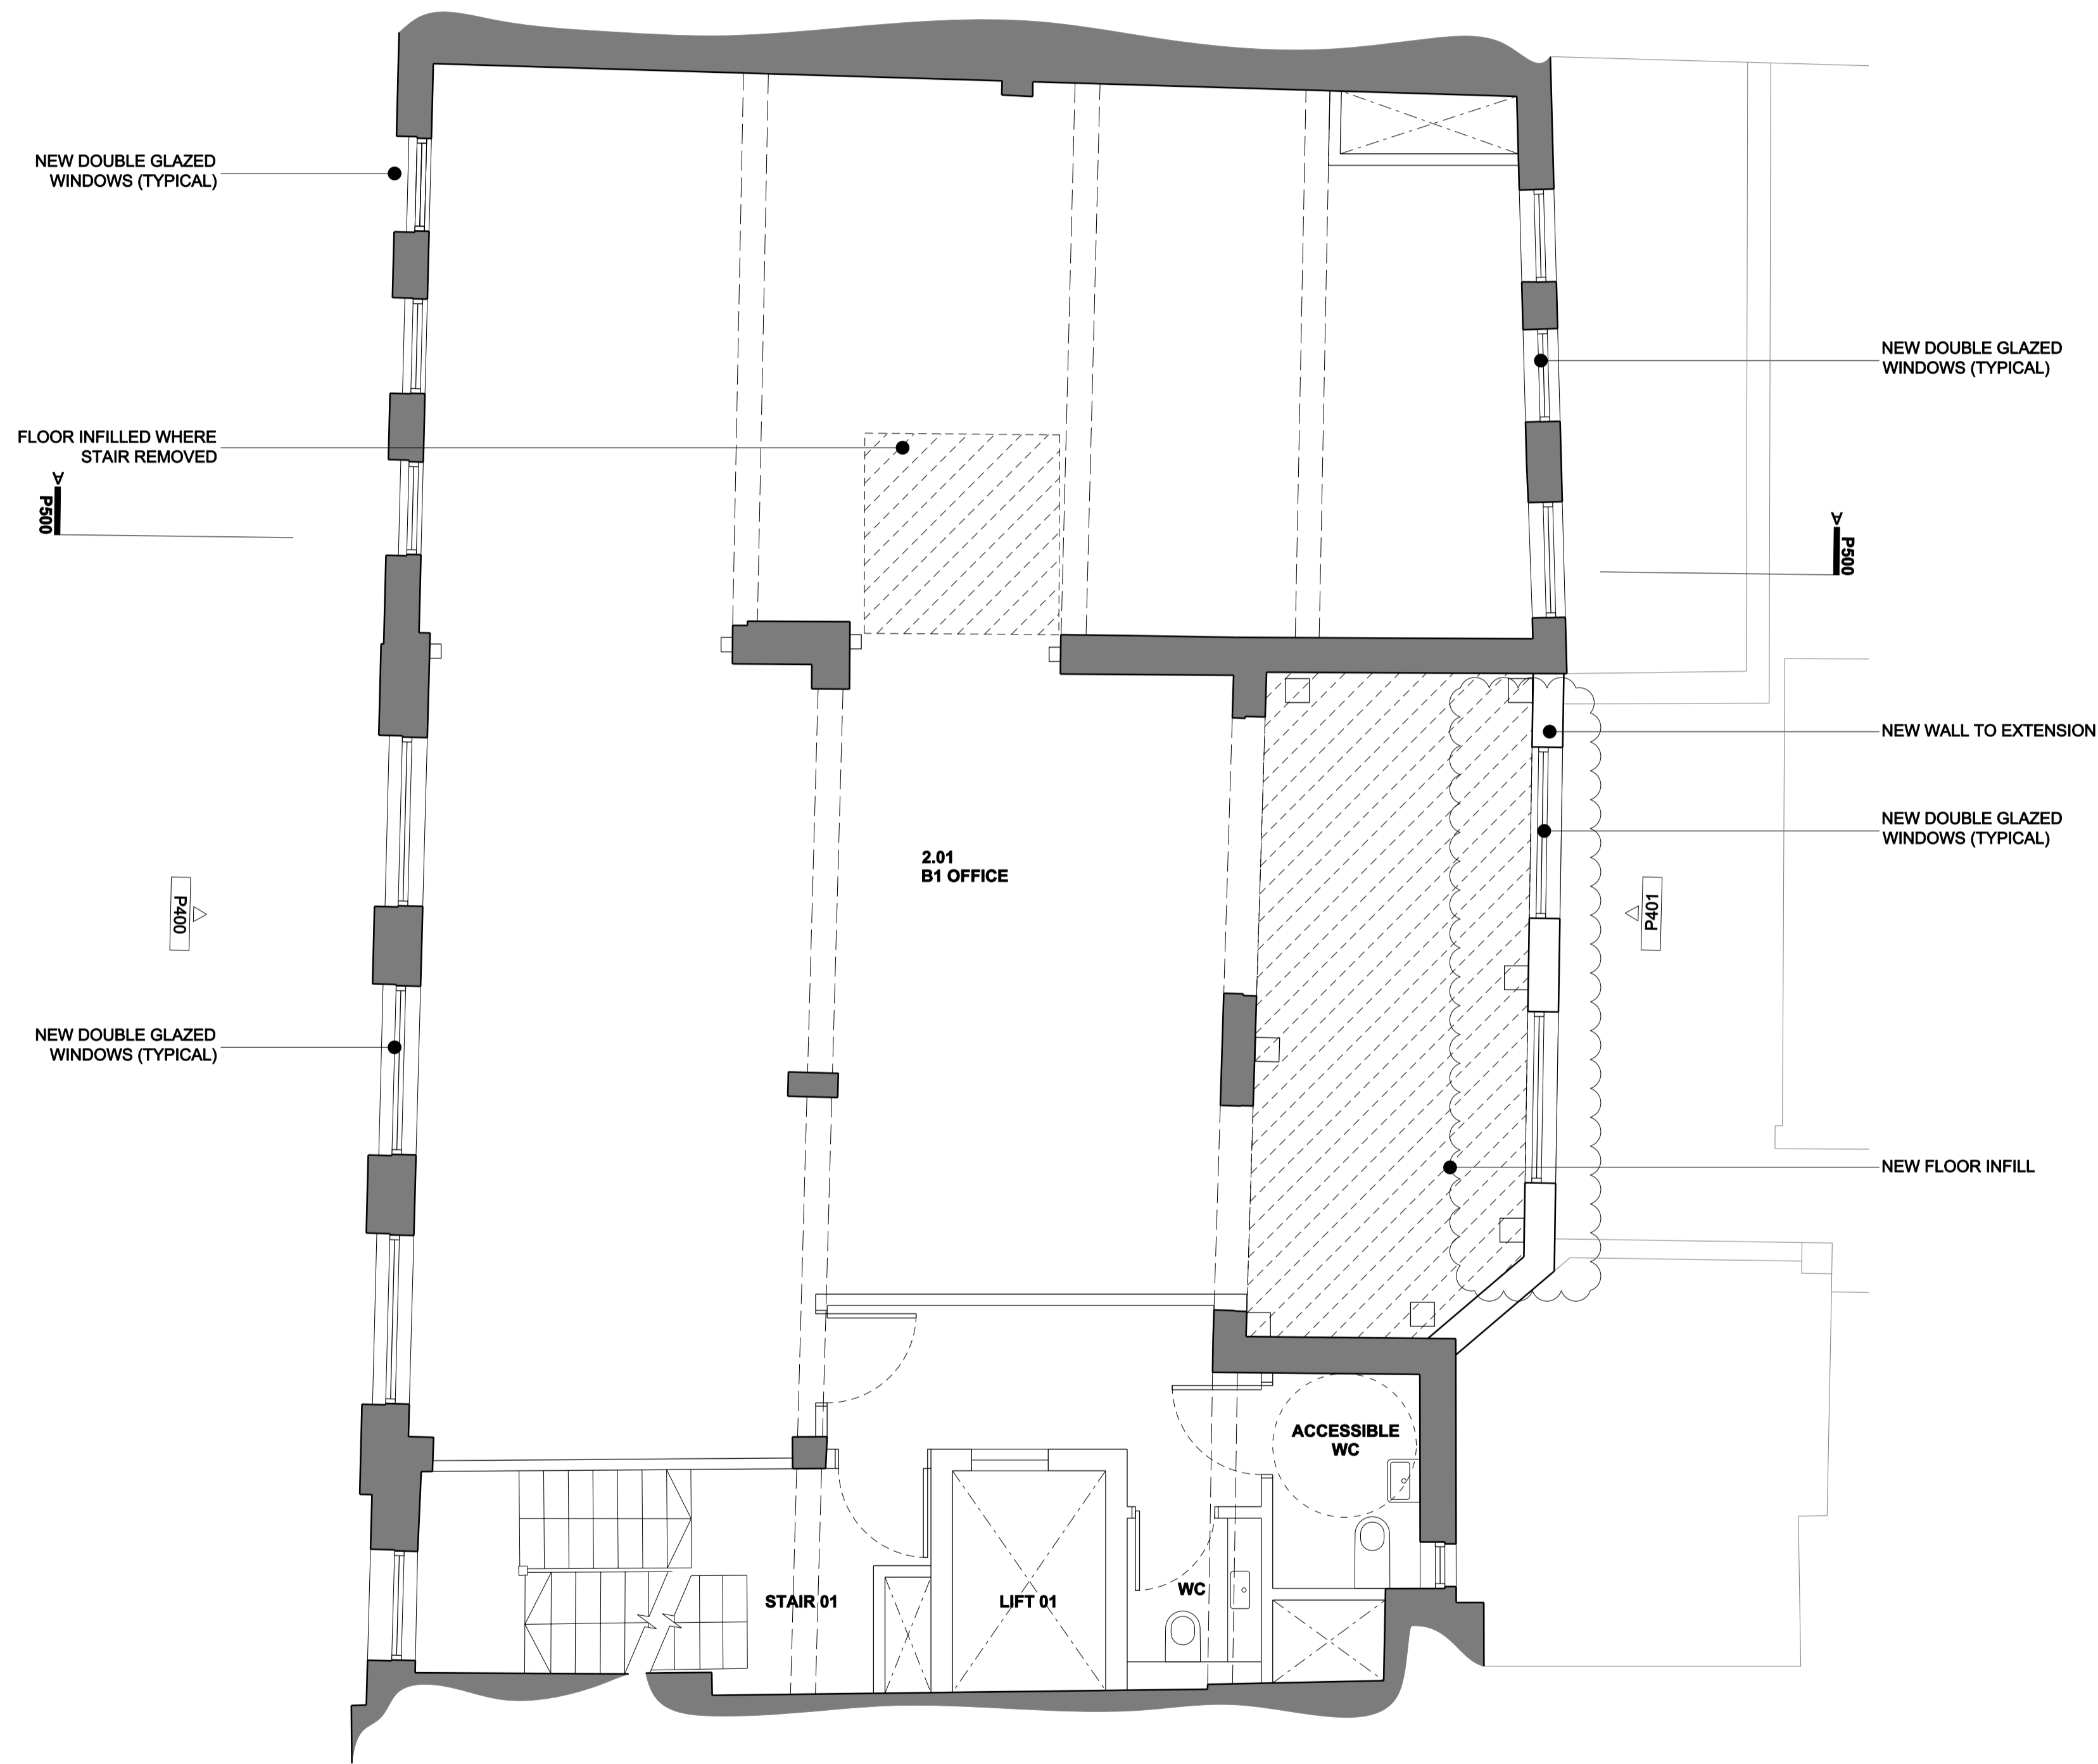 NEW DOUBLE GLAZED
WINDOWS (TYPICAL)
NEW DOUBLE GLAZED
WINDOWS (TYPICAL)
FLOOR INFILLED WHERE
STAIR REMOVED
A
P500
A
P500
NEW WALL TO EXTENSION
NEW DOUBLE GLAZED
WINDOWS (TYPICAL)
2.01
B1 OFFICE
P400
P401
NEW DOUBLE GLAZED
WINDOWS (TYPICAL)
NEW FLOOR INFILL
ACCESSIBLE
WC
WC
STAIR 01
LIFT 01